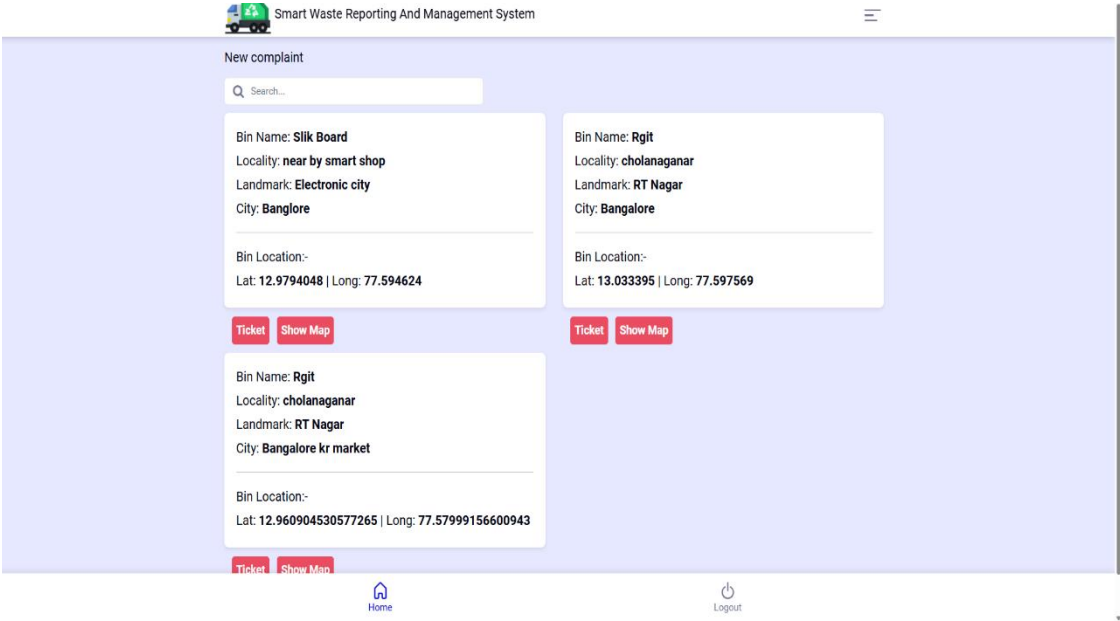 Smart Waste Reporting And Management System
New complaint
Search...
Bin Name: Slik Board
Locality: near by smart shop
Landmark: Electronic city
City: Banglore
Bin Location:-
Lat: 12.9794048 | Long: 77.594624
Ticket
Show Map
Bin Name: Rgit
Locality: cholanaganar
Landmark: RT Nagar
City: Bangalore
Bin Location:-
Lat: 13.033395 | Long: 77.597569
Ticket
Show Map
Bin Name: Rgit
Locality: cholanaganar
Landmark: RT Nagar
City: Bangalore kr market
Bin Location:-
Lat: 12.960904530577265 | Long: 77.57999156600943
Ticket
Show Map
Home
Logout